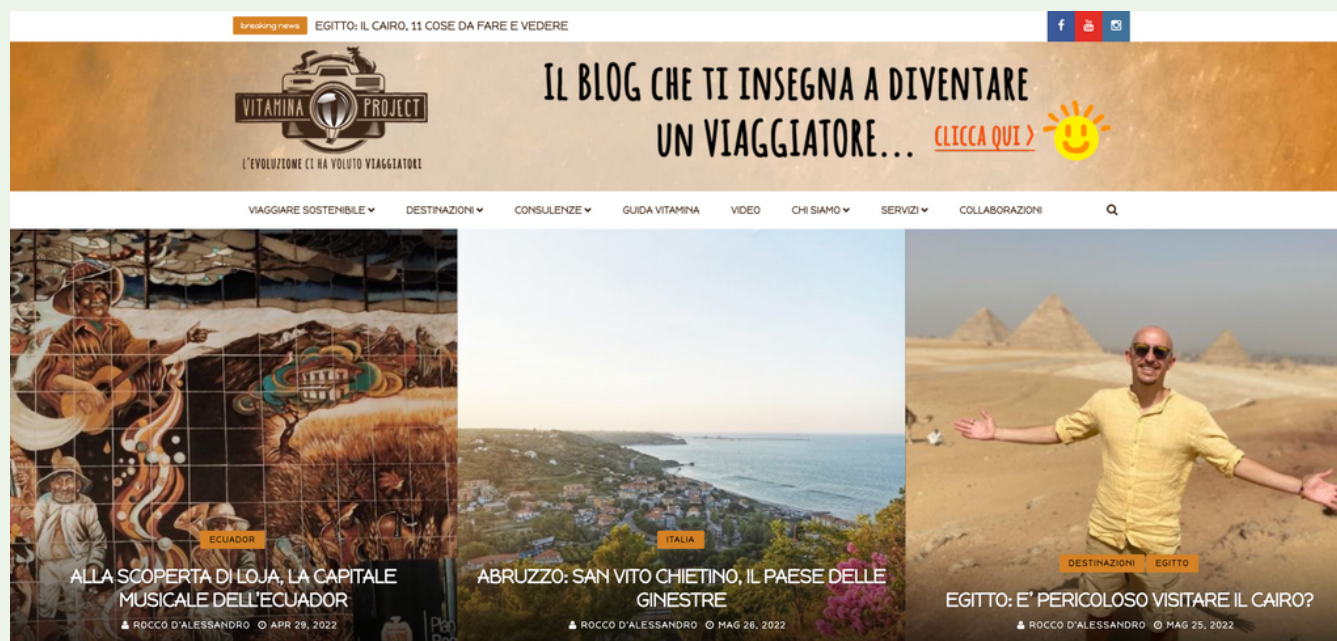 breaking news EGITTO: IL CAIRO, 11 COSE DA FARE E VEDERE
VITAMINA PROJECT
L'EVOLUZIONE CI HA VOLUTO VIAGGIATORI
IL BLOG CHE TI INSEGNA A DIVENTARE
UN VIAGGIATORE... CLICCA QUI >
VIAGGIARE SOSTENIBILE DESTINAZIONI CONSULENZE GUIDA VITAMINA VIDEO CHI SIAMO SERVIZI COLLABORAZIONI
ECUADOR
ALLA SCOPERTA DI LOJA, LA CAPITALE
MUSICALE DELL'ECUADOR
ROCCO D'ALESSANDRO APR 29, 2022
ITALIA
ABRUZZO: SAN VITO CHIETINO, IL PAESE DELLE
GINESTRE
ROCCO D'ALESSANDRO MAG 26, 2022
DESTINAZIONI EGITTO
EGITTO: E' PERICOLOSO VISITARE IL CAIRO?
ROCCO D'ALESSANDRO MAG 25, 2022